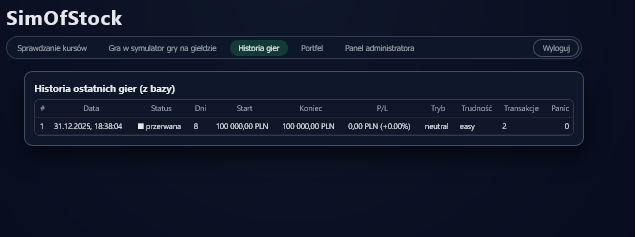 SimOfStock
Sprawdzanie kursów Gra w symulator gry na giełdzie Historia gier Portfel Panel administratora Wyloguj
Historia ostatnich gier (z bazy)
# Data Status Dni Start Koniec P/L Tryb Trudność Transakcje Panic
1 31.12.2025, 18:38:04 przerwana 8 100 000,00 PLN 100 000,00 PLN 0,00 PLN (+0.00%) neutral easy 2 0